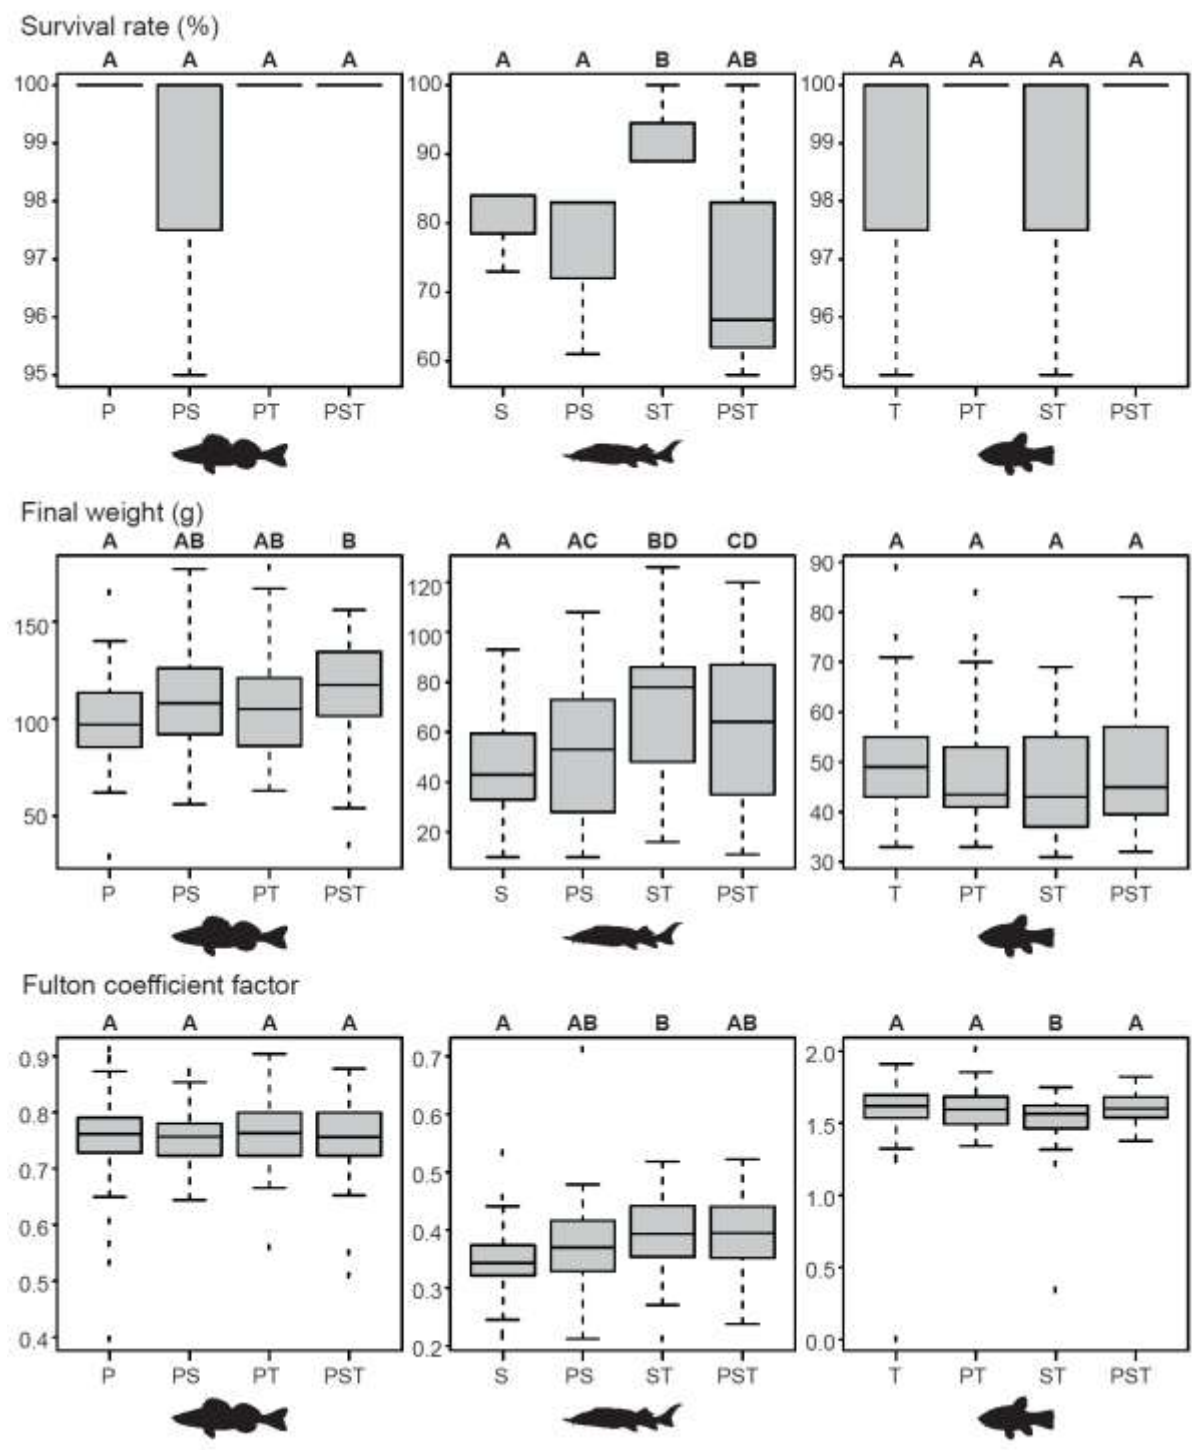 Survival rate (%)
A A A A A A B AB A A A A
100 99 98 97 96 95
100 90 80 70 60
100 99 98 97 96 95
P PS PT PST S PS ST PST T PT ST PST
Final weight (g)
A AB AB B A AC BD CD A A A A
150 100 50
120 100 80 60 40 20
90 80 70 60 50 40 30
P PS PT PST S PS ST PST T PT ST PST
Fulton coefficient factor
A A A A A AB B AB A A B A
0.9 0.8 0.7 0.6 0.5 0.4
0.7 0.6 0.5 0.4 0.3 0.2
2.0 1.5 1.0 0.5 0.0
P PS PT PST S PS ST PST T PT ST PST